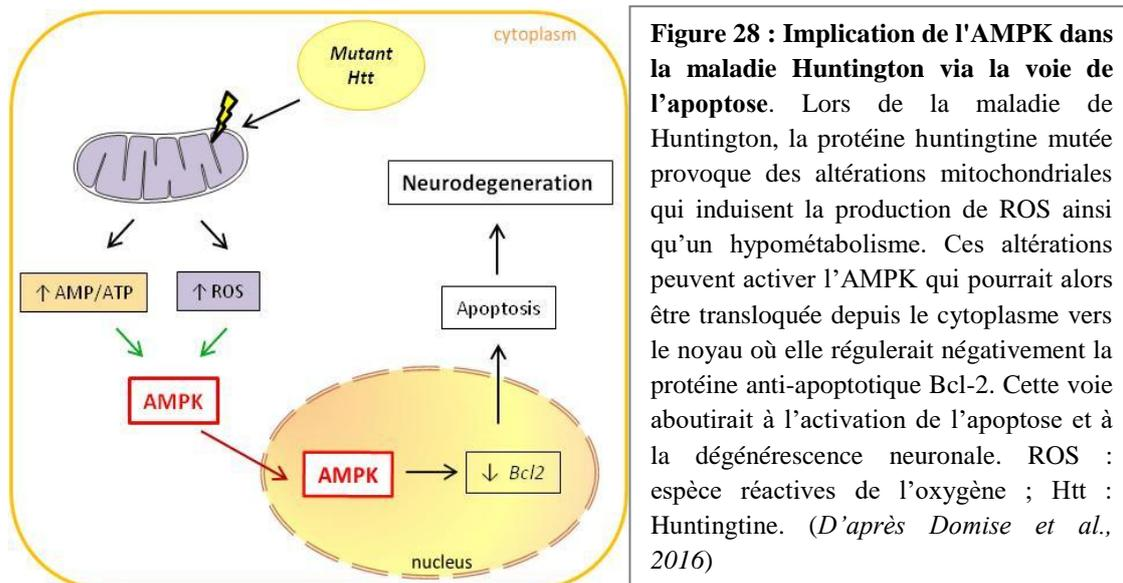 cytoplasm
Mutant
Htt
Neurodegeneration
↑ AMP/ATP
↑ ROS
Apoptosis
AMPK
AMPK
↓ Bcl2
nucleus
Figure 28 : Implication de l'AMPK dans
la maladie Huntington via la voie de
l’apoptose. Lors de la maladie de
Huntington, la protéine huntingtine mutée
provoque des altérations mitochondriales
qui induisent la production de ROS ainsi
qu’un hypométabolisme. Ces altérations
peuvent activer l’AMPK qui pourrait alors
être transloquée depuis le cytoplasme vers
le noyau où elle régulerait négativement la
protéine anti-apoptotique Bcl-2. Cette voie
aboutirait à l’activation de l’apoptose et à
la dégénérescence neuronale. ROS :
espèce réactives de l’oxygène ; Htt :
Huntingtine. (D’après Domise et al.,
2016)